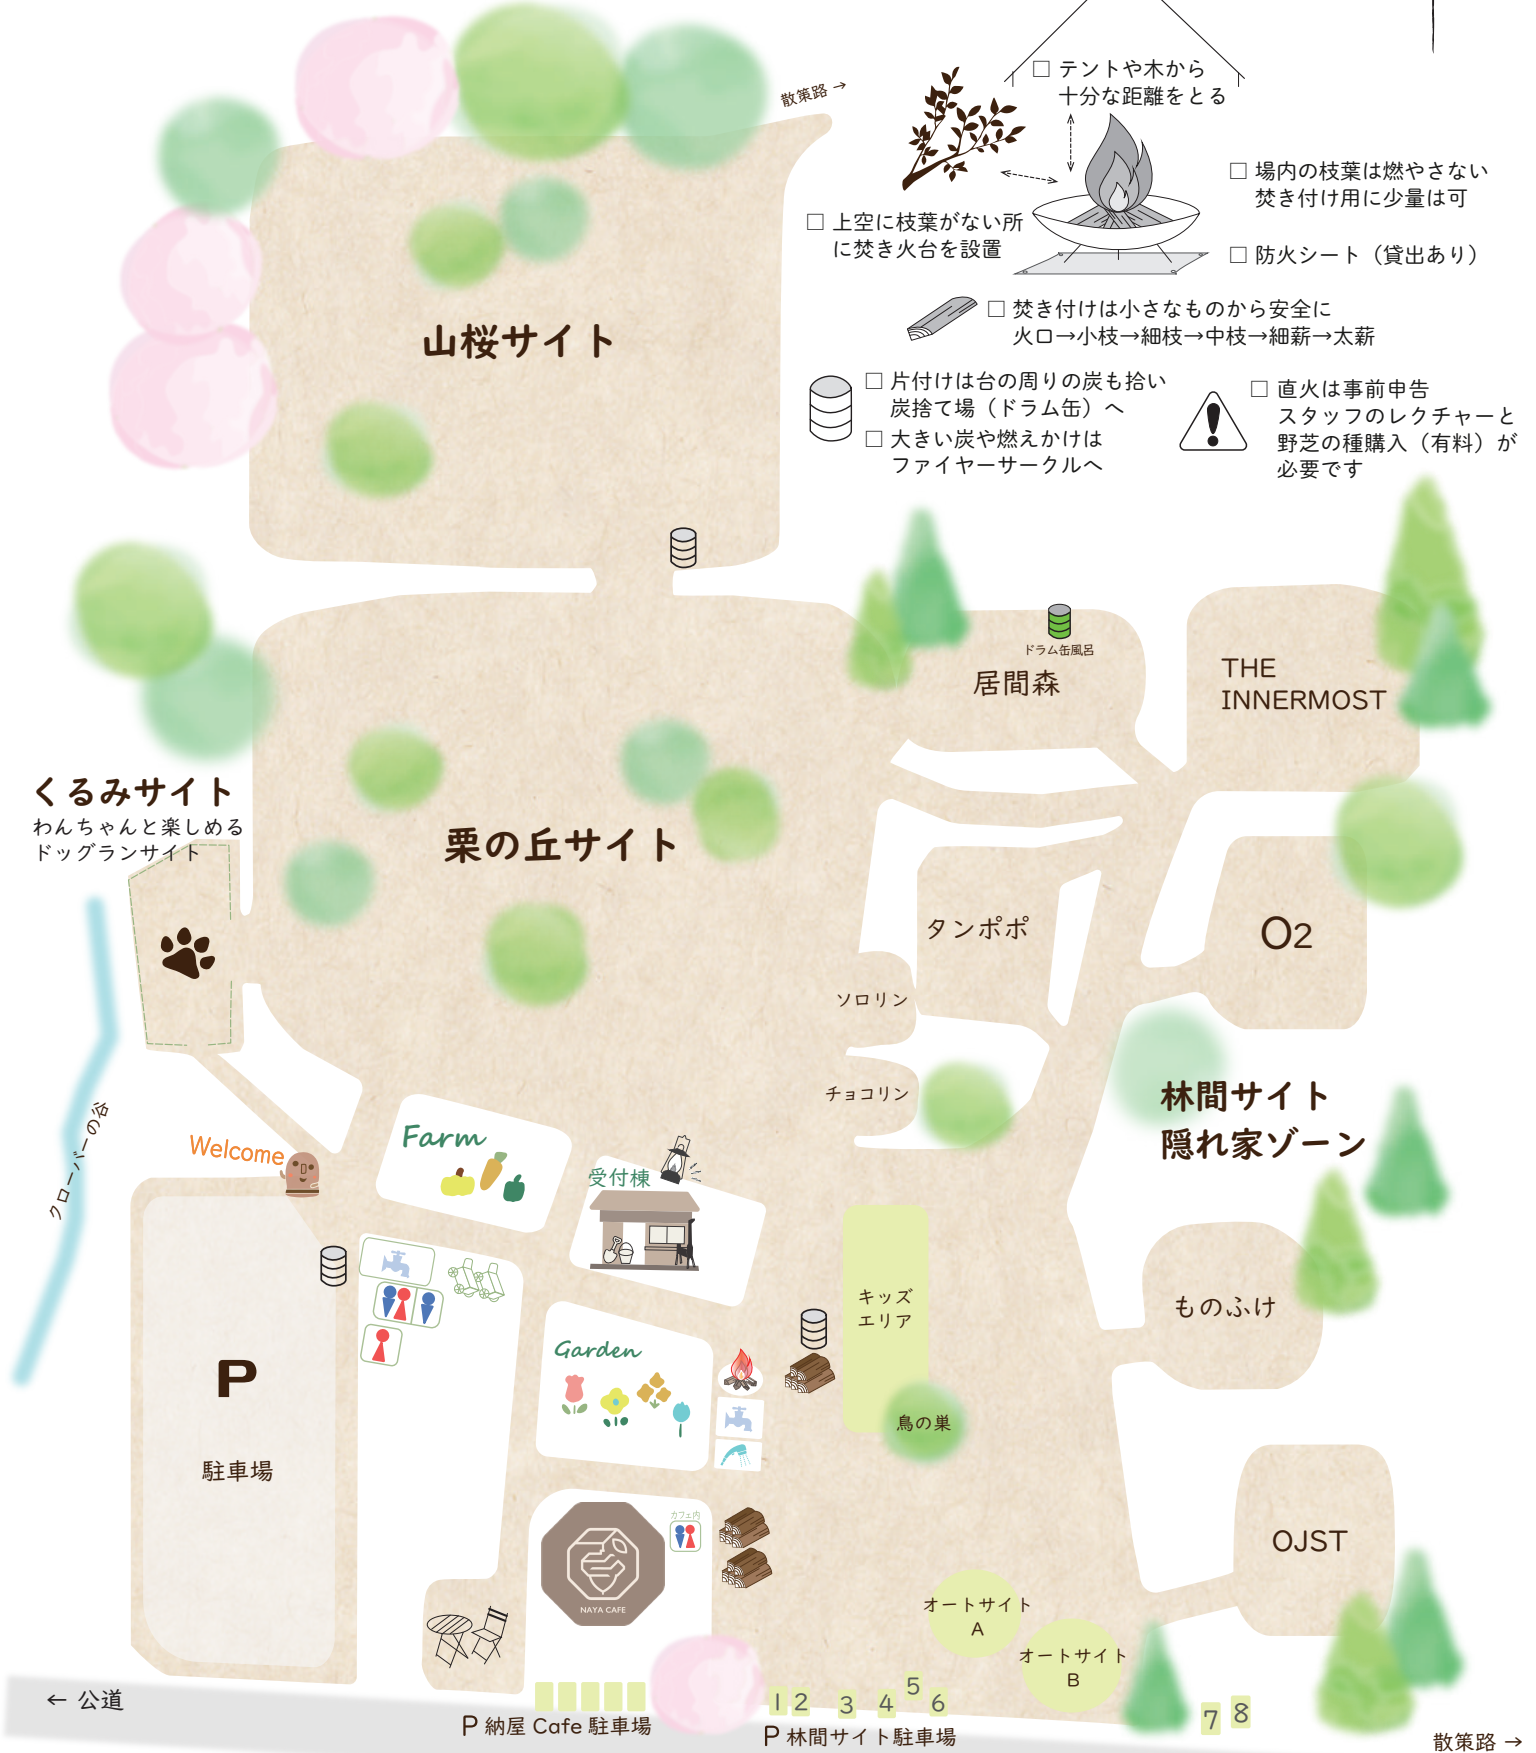 散策路 →
□ テントや木から
十分な距離をとる
□ 場内の枝葉は燃やさない
焚き付け用に少量は可
□ 上空に枝葉がない所
に焚き火台を設置
□ 防火シート（貸出あり）
□ 焚き付けは小さなものから安全に
火口→小枝→細枝→中枝→細薪→太薪
□ 片付けは台の周りの炭も拾い
炭捨て場（ドラム缶）へ
□ 大きい炭や燃えかけは
ファイヤーサークルへ
□ 直火は事前申告
スタッフのレクチャーと
野芝の種購入（有料）が
必要です
山桜サイト
ドラム缶風呂
居間森
THE
INNERMOST
くるみサイト
わんちゃんと楽しめる
ドッグランサイト
栗の丘サイト
タンポポ
O2
ソロリン
チョコリン
林間サイト
隠れ家ゾーン
クローバーの谷
Welcome
Farm
受付棟
キッズ
エリア
ものふけ
Garden
鳥の巣
P
駐車場
カフェ内
NAYA CAFE
OJST
オートサイト
A
オートサイト
B
← 公道
P 納屋 Cafe 駐車場
1 2 3 4 5 6
7 8
P 林間サイト駐車場
散策路 →